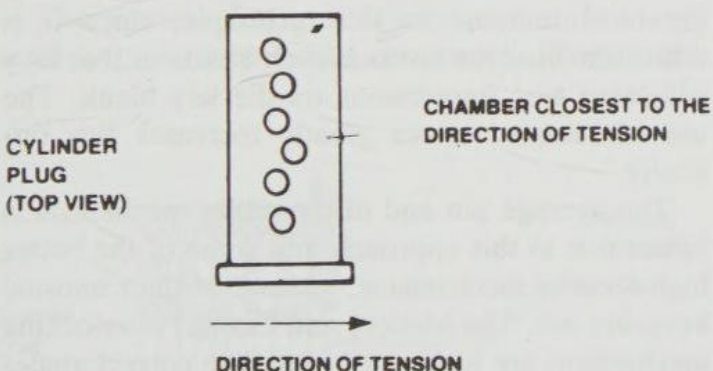 CYLINDER
PLUG
(TOP VIEW)
CHAMBER CLOSEST TO THE
DIRECTION OF TENSION
DIRECTION OF TENSION